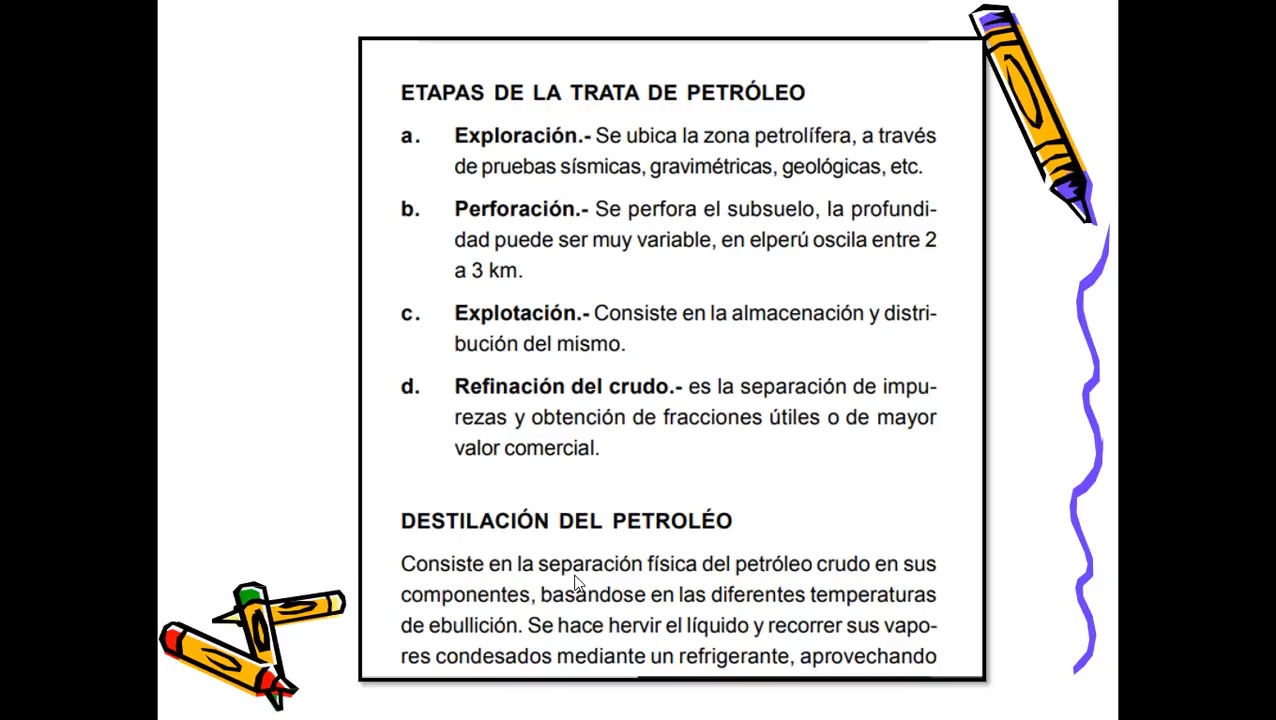 ETAPAS DE LA TRATA DE PETRÓLEO
a. Exploración.- Se ubica la zona petrolífera, a través
de pruebas sísmicas, gravimétricas, geológicas, etc.
b. Perforación.- Se perfora el subsuelo, la profundi-
dad puede ser muy variable, en elperú oscila entre 2
a 3 km.
c. Explotación.- Consiste en la almacenación y distri-
bución del mismo.
d. Refinación del crudo.- es la separación de impu-
rezas y obtención de fracciones útiles o de mayor
valor comercial.
DESTILACIÓN DEL PETROLÉO
Consiste en la separación física del petróleo crudo en sus
componentes, basándose en las diferentes temperaturas
de ebullición. Se hace hervir el líquido y recorrer sus vapo-
res condesados mediante un refrigerante, aprovechando